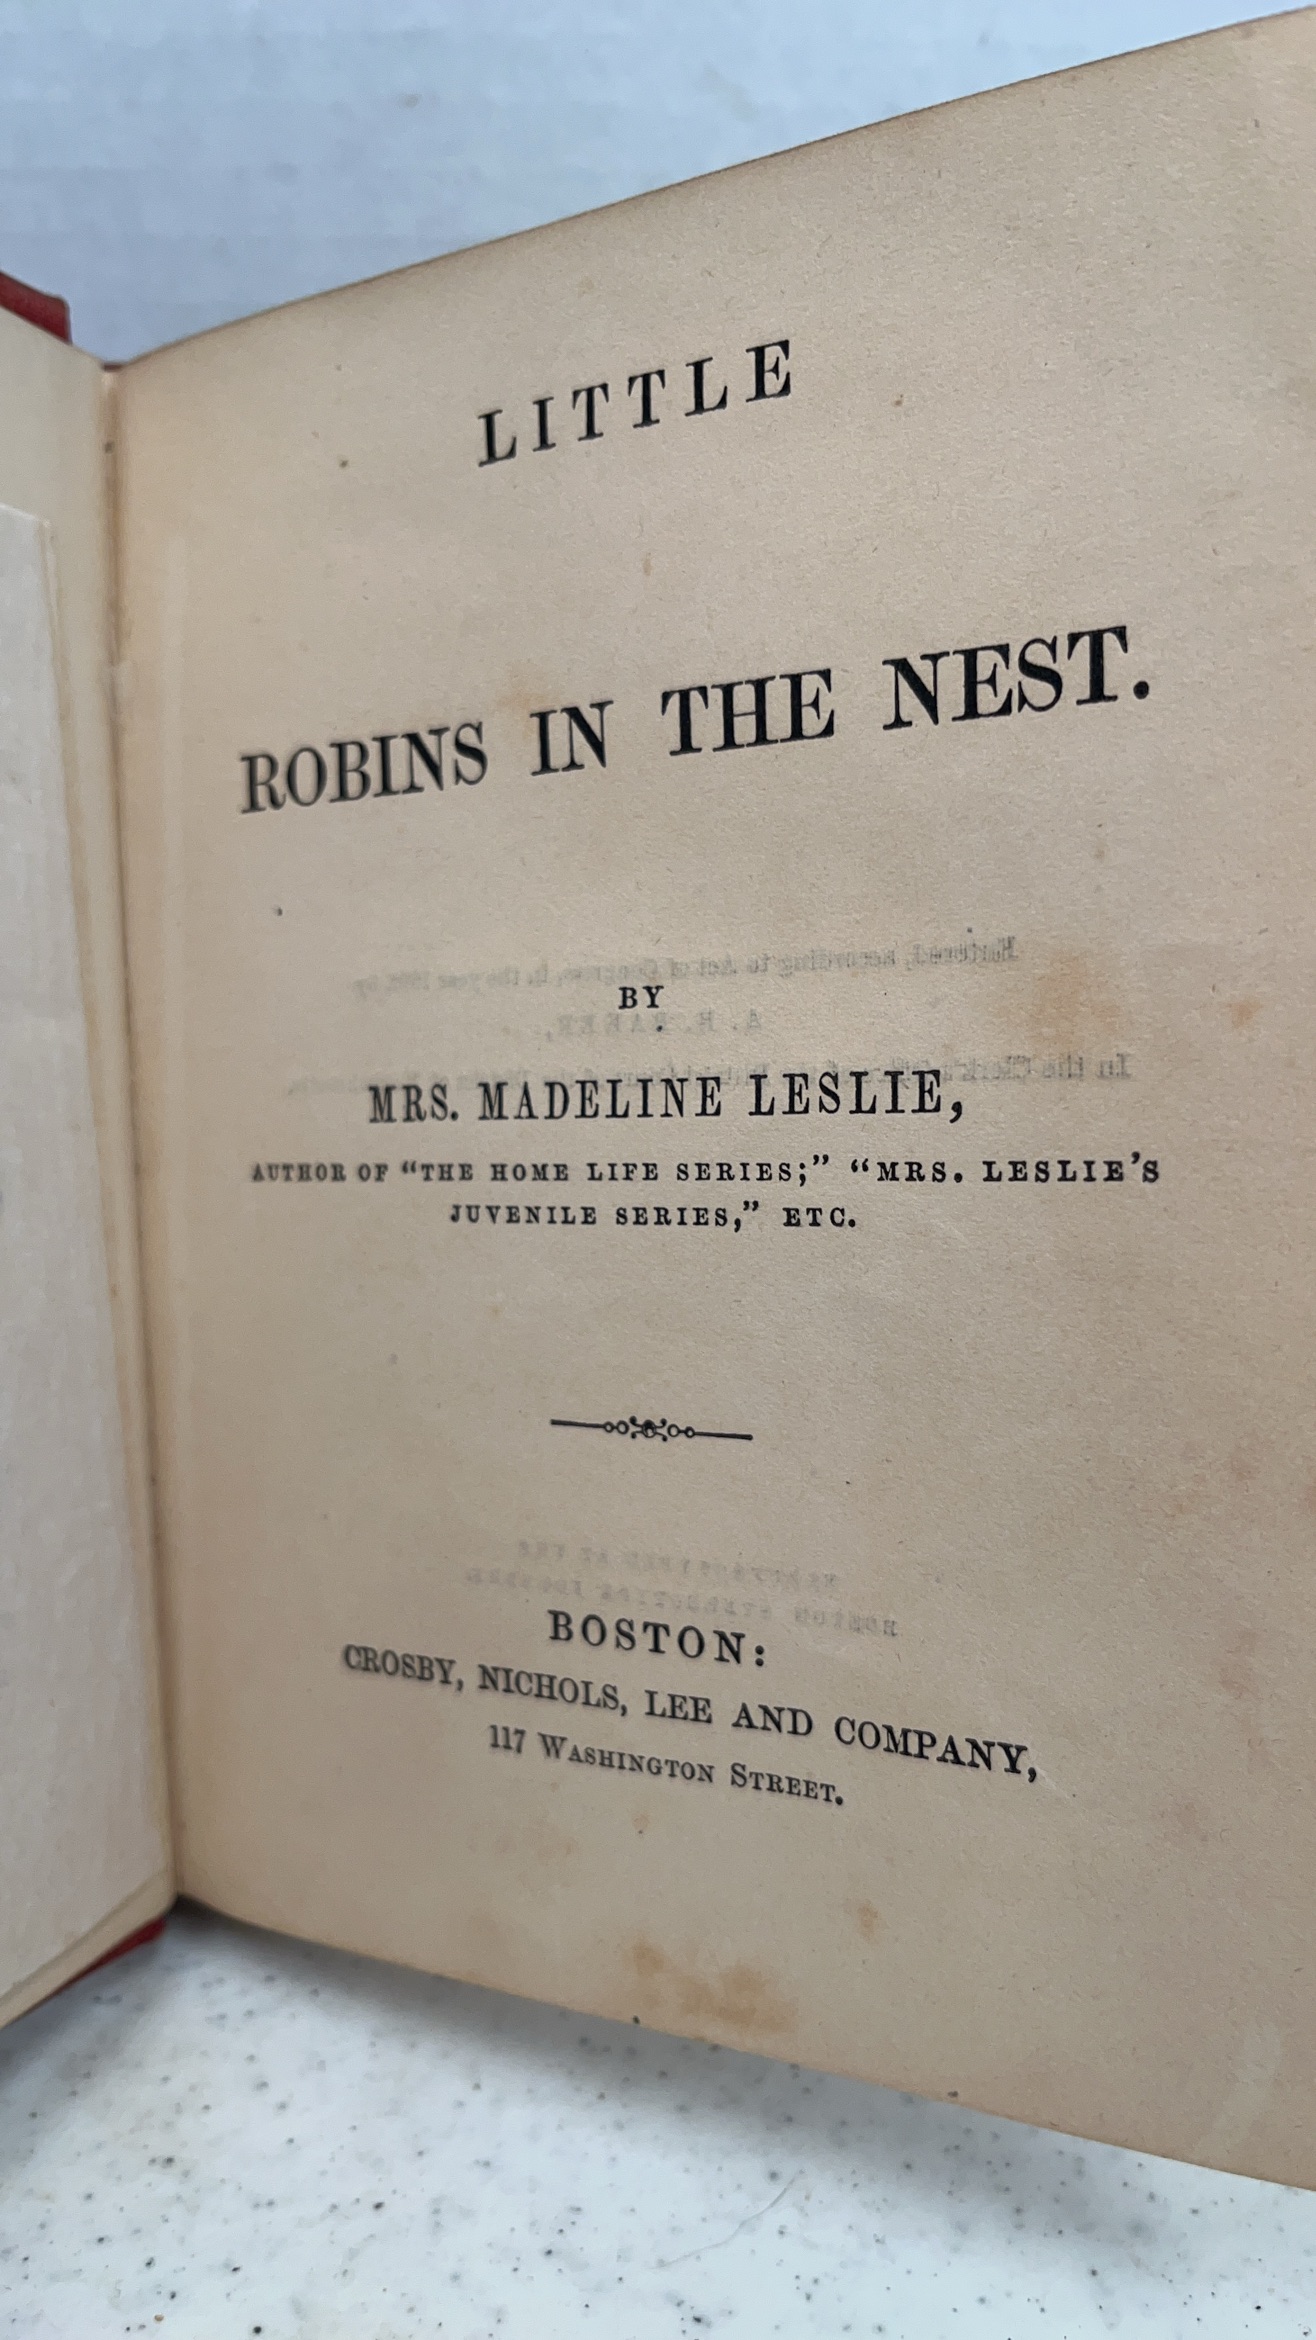 LITTLE
ROBINS IN THE NEST.
BY
MRS. MADELINE LESLIE,
AUTHOR OF “THE HOME LIFE SERIES;” “MRS. LESLIE’S
JUVENILE SERIES,” ETC.
BOSTON:
CROSBY, NICHOLS, LEE AND COMPANY,
117 WASHINGTON STREET.